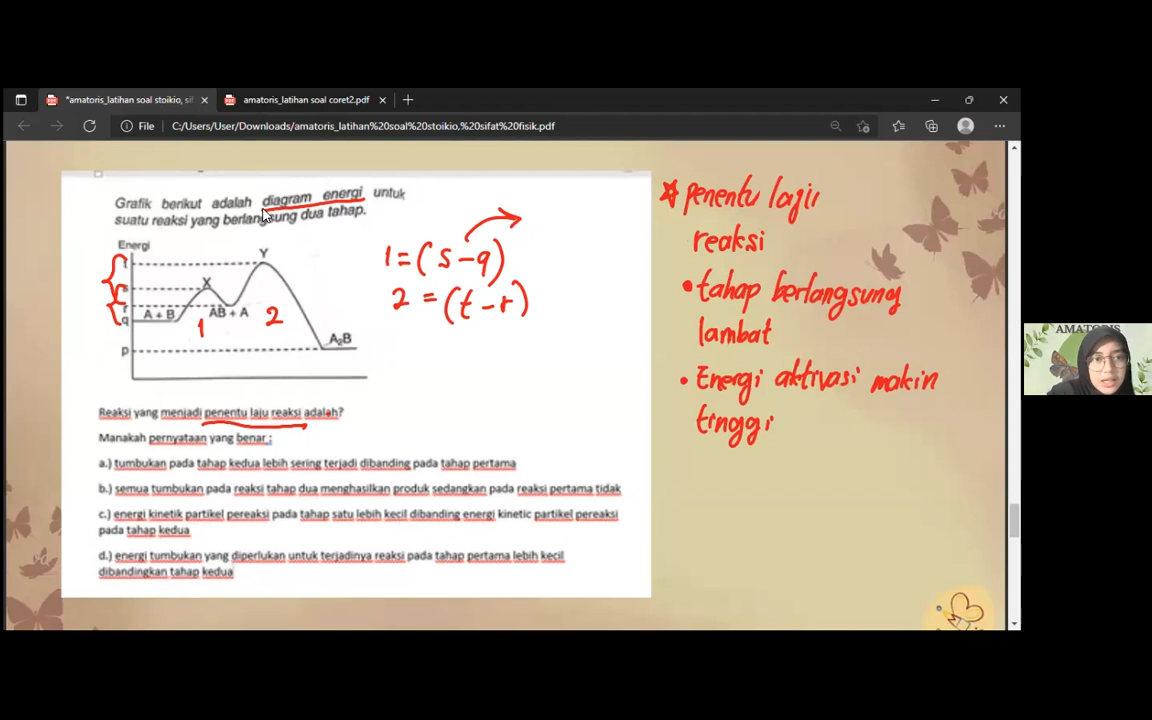 *amatoris_latihan soal stoikio, si
amatoris_latihan soal coret2.pdf
File
C:/Users/User/Downloads/amatoris_latihan%20soal%20stoikio,%20sifat%20fisik.pdf
Grafik berikut adalah diagram energi untuk
suatu reaksi yang berlangsung dua tahap.
Energi
t
s
r
q
p
X
Y
A + B
AB + A
A₂B
1
2
1 = (s - q)
2 = (t - r)
Reaksi yang menjadi penentu laju reaksi adalah?
Manakah pernyataan yang benar :
a.) tumbukan pada tahap kedua lebih sering terjadi dibanding pada tahap pertama
b.) semua tumbukan pada reaksi tahap dua menghasilkan produk sedangkan pada reaksi pertama tidak
c.) energi kinetik partikel pereaksi pada tahap satu lebih kecil dibanding energi kinetic partikel pereaksi
pada tahap kedua
d.) energi tumbukan yang diperlukan untuk terjadinya reaksi pada tahap pertama lebih kecil
dibandingkan tahap kedua
Penentu laju
reaksi
• tahap berlangsung
lambat
• Energi aktivasi makin
tinggi
AMATORIS